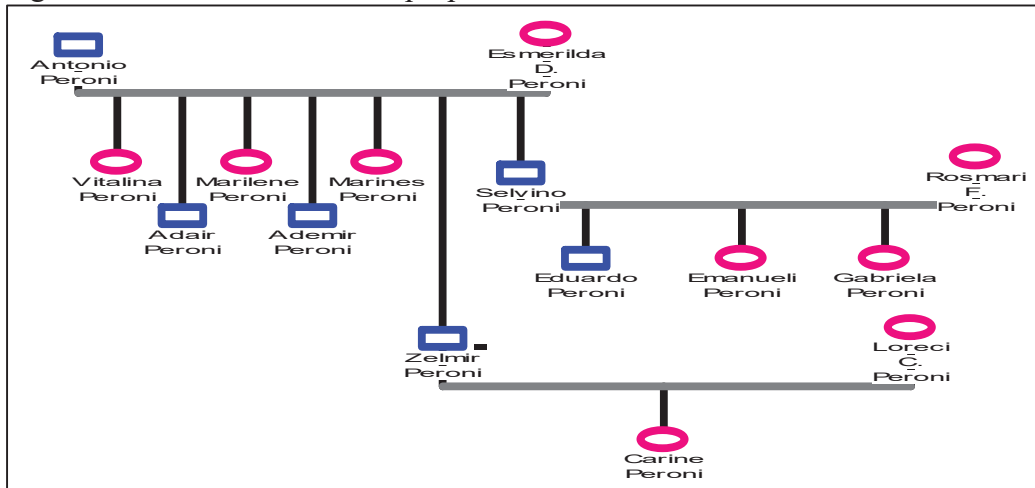 Antonio
Peroni
Esmerilda
D.
Peroni
Vitalina
Peroni
Marilene
Peroni
Marines
Peroni
Selvino
Peroni
Rosmari
F.
Peroni
Adair
Peroni
Ademir
Peroni
Eduardo
Peroni
Emanueli
Peroni
Gabriela
Peroni
Zelmir
Peroni
Loreci
C.
Peroni
Carine
Peroni